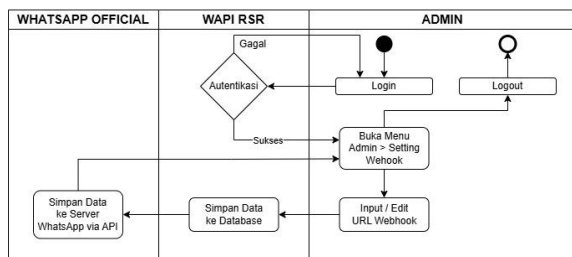 WHATSAPP OFFICIAL
WAPI RSR
ADMIN
Gagal
Autentikasi
Login
Logout
Sukses
Buka Menu
Admin > Setting
Wehook
Simpan Data
ke Server
WhatsApp via API
Simpan Data
ke Database
Input / Edit
URL Webhook